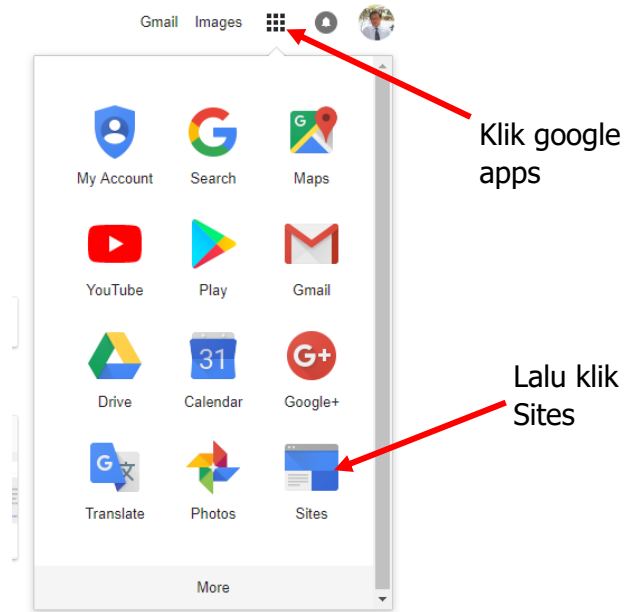 Gmail Images
Klik google
apps
My Account Search Maps
G
YouTube Play Gmail
31
G+
Drive Calendar Google+
Lalu klik
Sites
G 文
Translate Photos Sites
More